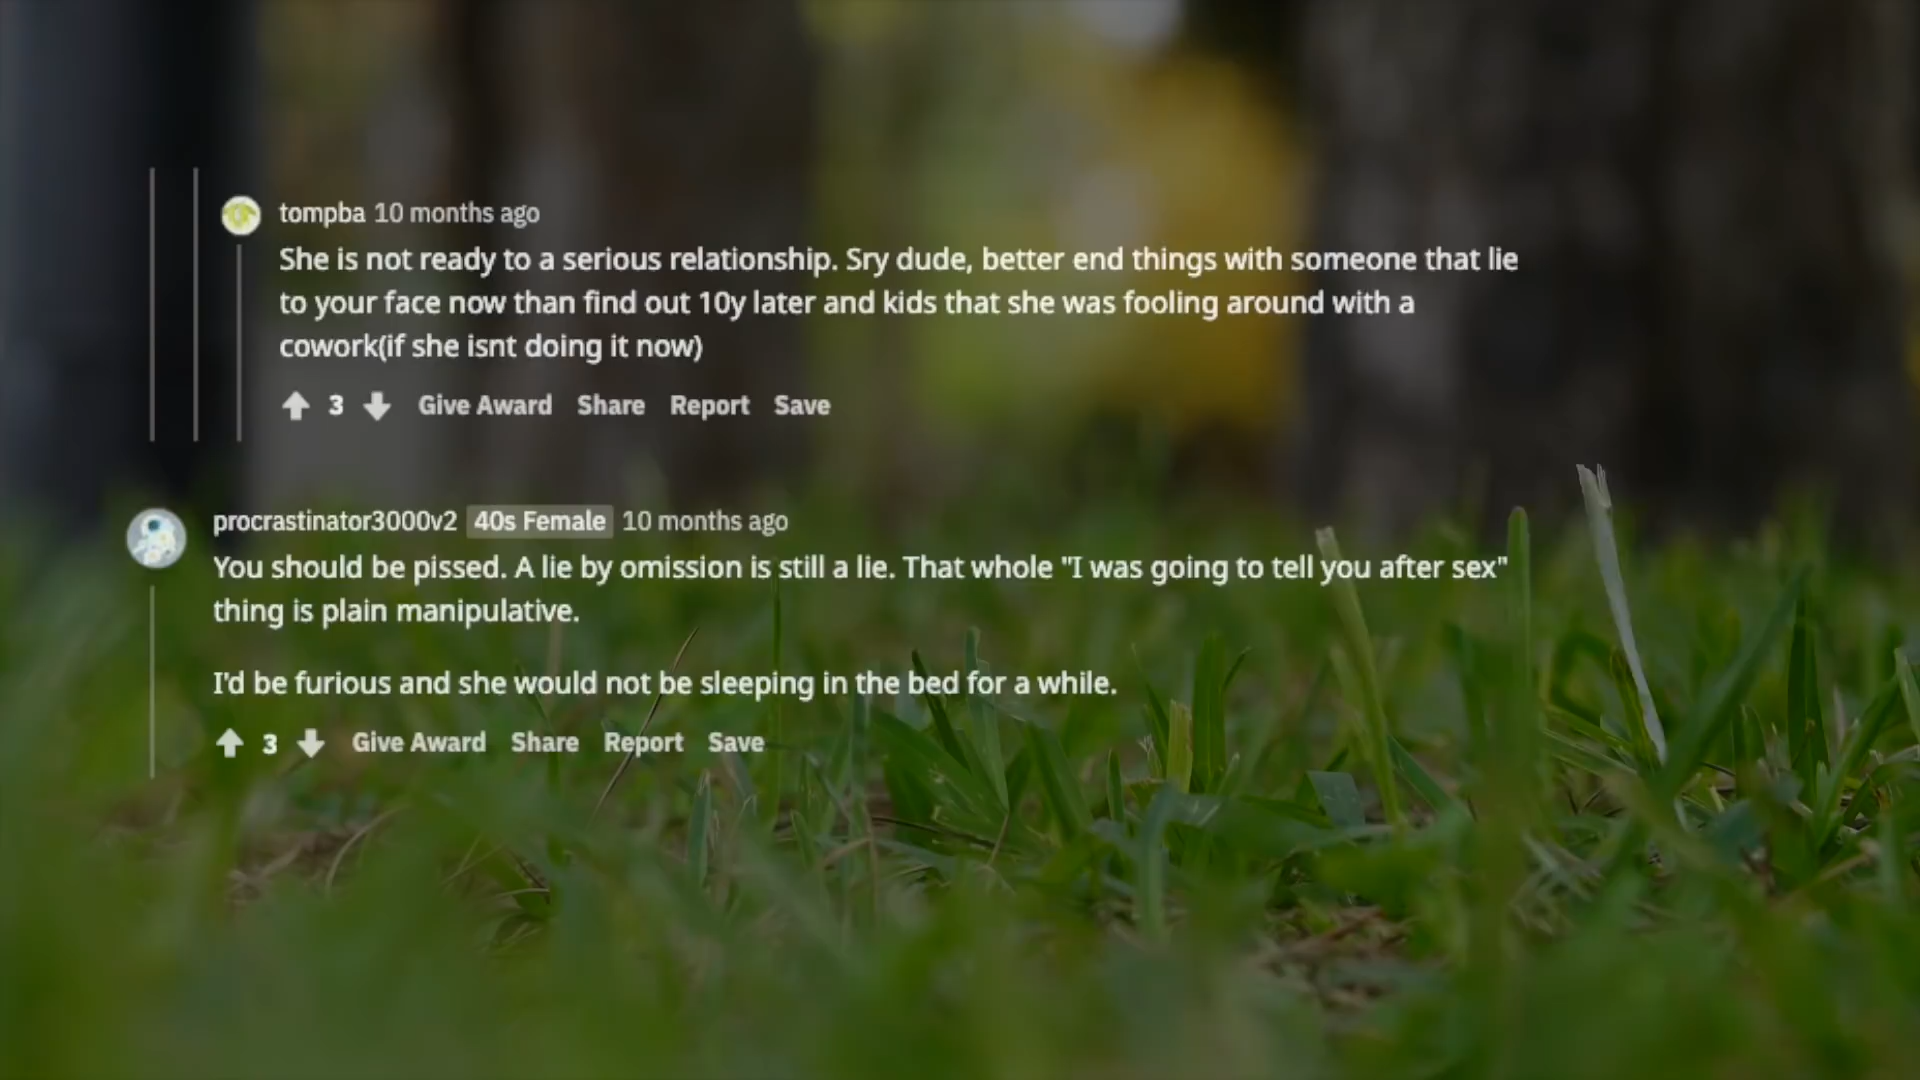 tompba 10 months ago
She is not ready to a serious relationship. Sry dude, better end things with someone that lie
to your face now than find out 10y later and kids that she was fooling around with a
cowork(if she isnt doing it now)
3 Give Award Share Report Save
procrastinator3000v2 40s Female 10 months ago
You should be pissed. A lie by omission is still a lie. That whole "I was going to tell you after sex"
thing is plain manipulative.
I'd be furious and she would not be sleeping in the bed for a while.
3 Give Award Share Report Save